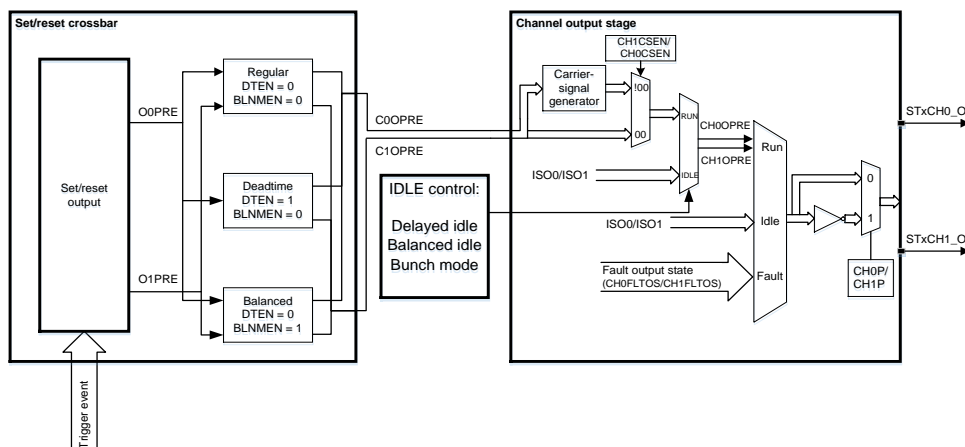 Set/reset crossbar
Set/reset
output
O0PRE
O1PRE
Regular
DTEN = 0
BLNMEN = 0
Deadtime
DTEN = 1
BLNMEN = 0
Balanced
DTEN = 0
BLNMEN = 1
Trigger event
C0OPRE
C1OPRE
IDLE control:
Delayed idle
Balanced idle
Bunch mode
Channel output stage
CH1CSEN/
CH0CSEN
Carrier-
signal
generator
!00
00
RUN
IDLE
ISO0/ISO1
CH0OPRE
CH1OPRE
ISO0/ISO1
Fault output state
(CH0FLTOS/CH1FLTOS)
Run
Idle
Fault
0
1
CH0P/
CH1P
STxCH0_O
STxCH1_O